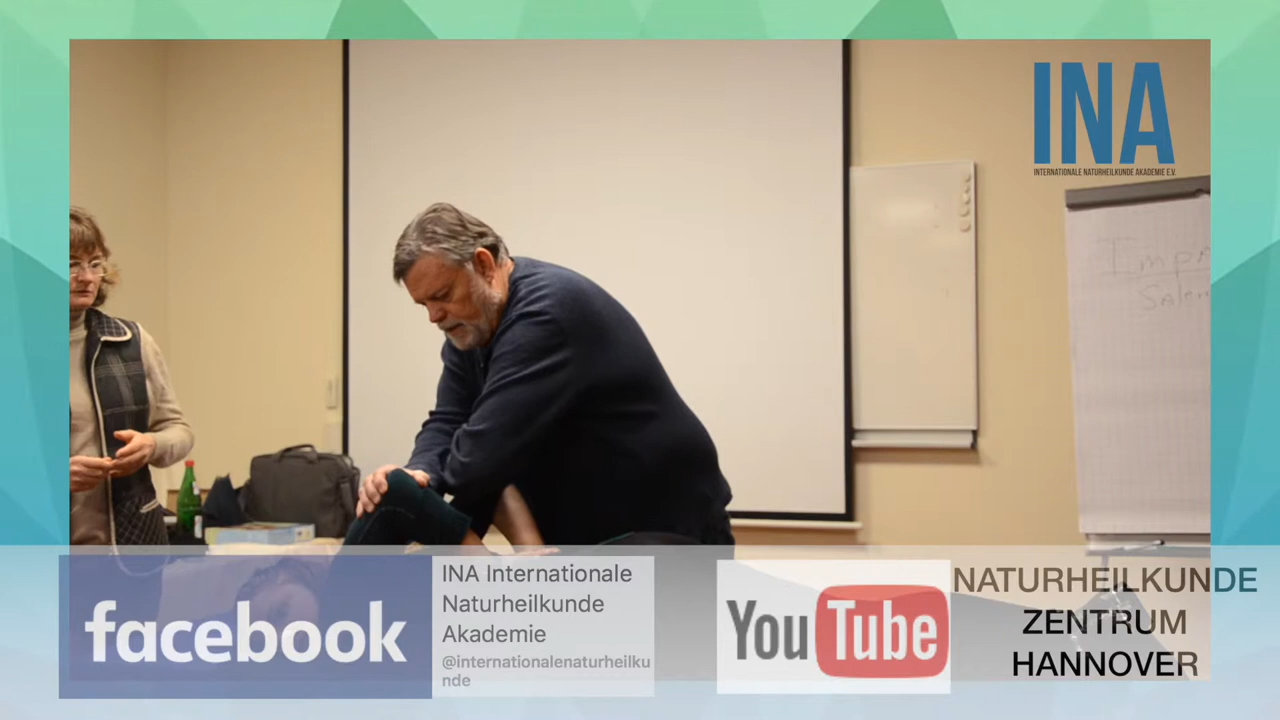 INA
INTERNATIONALE NATURHEILKUNDE AKADEMIE E.V.
facebook
INA Internationale
Naturheilkunde
Akademie
@internationalenaturheilku
nde
YouTube
NATURHEILKUNDE
ZENTRUM
HANNOVER